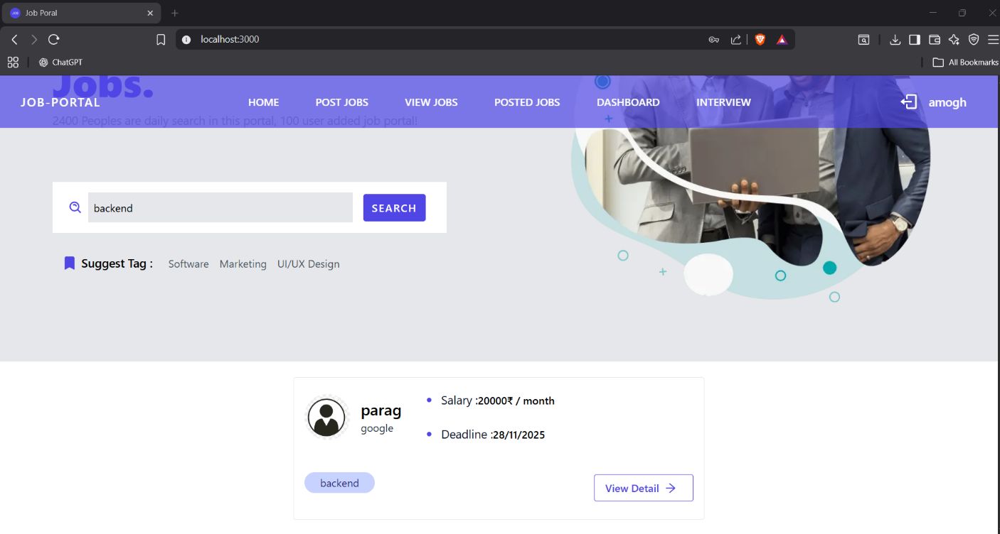 Job Poral
localhost:3000
ChatGPT
All Bookmarks
Jobs.
JOB-PORTAL HOME POST JOBS VIEW JOBS POSTED JOBS DASHBOARD INTERVIEW amogh
2400 Peoples are daily search in this portal, 100 user added job portal!
backend SEARCH
Suggest Tag : Software Marketing UI/UX Design
Salary :20000₹ / month
parag
google
Deadline :28/11/2025
backend
View Detail